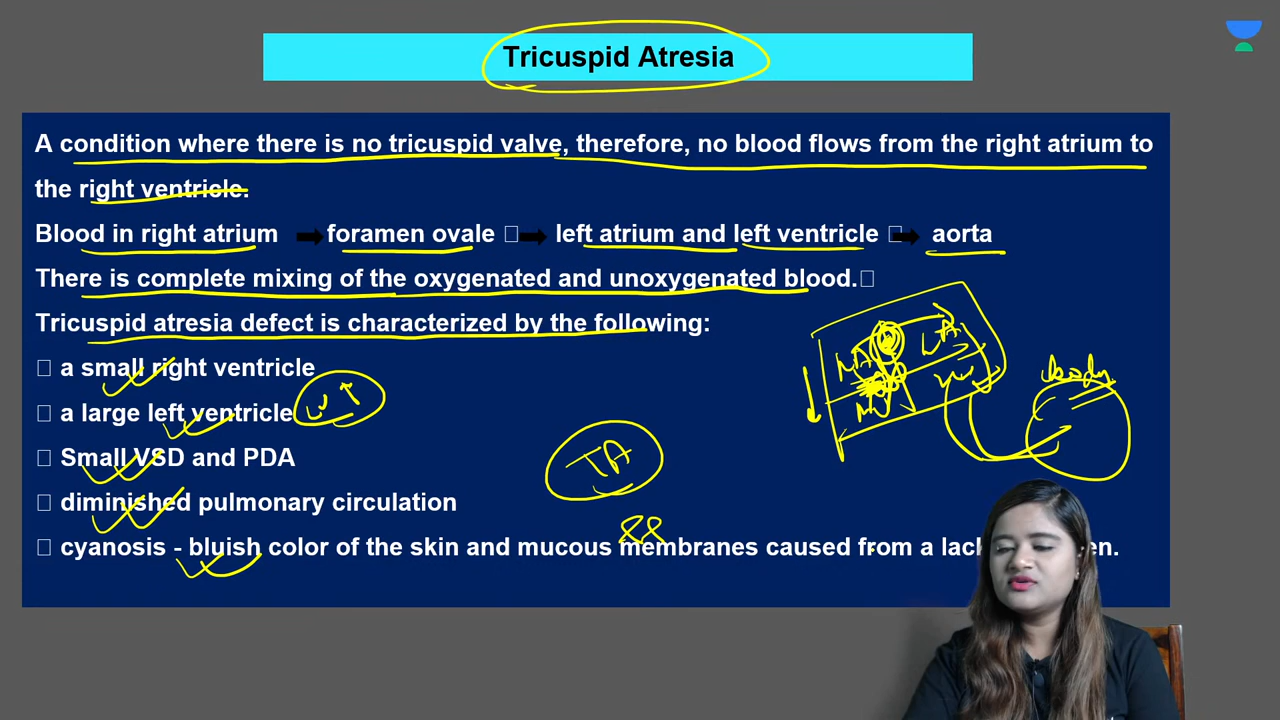 Tricuspid Atresia
A condition where there is no tricuspid valve, therefore, no blood flows from the right atrium to
the right ventricle.
Blood in right atrium foramen ovale left atrium and left ventricle aorta
There is complete mixing of the oxygenated and unoxygenated blood.
Tricuspid atresia defect is characterized by the following:
a small right ventricle
a large left ventricle
Small VSD and PDA
diminished pulmonary circulation
cyanosis - bluish color of the skin and mucous membranes caused from a
TA
body